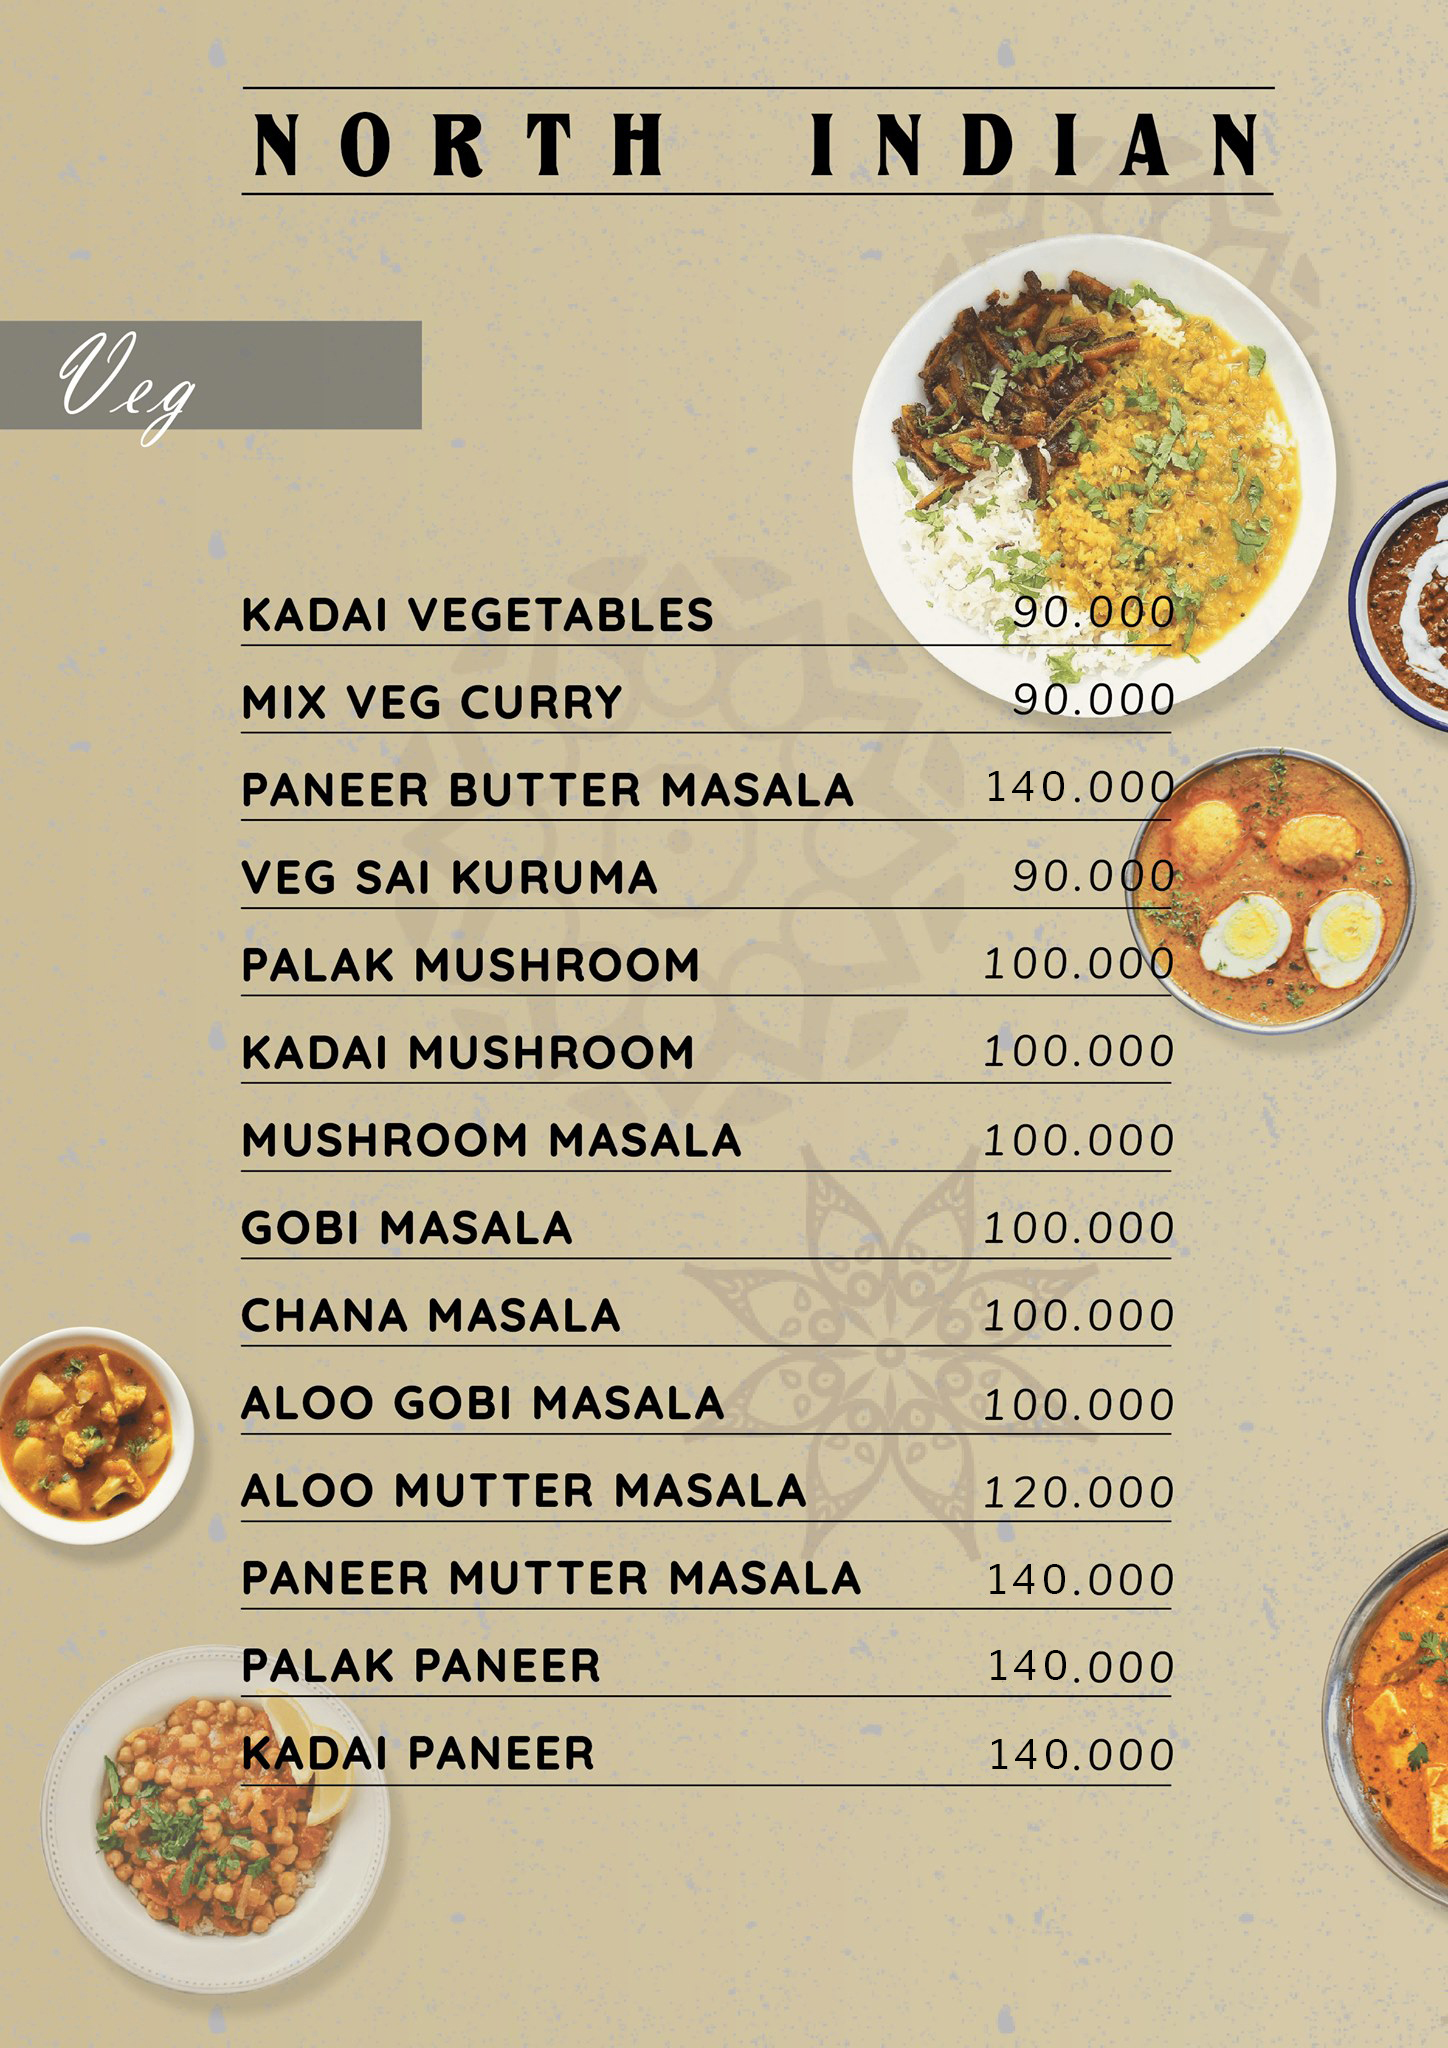 NORTH INDIAN
Veg
KADAI VEGETABLES 90.000
MIX VEG CURRY 90.000
PANEER BUTTER MASALA 140.000
VEG SAI KURUMA 90.000
PALAK MUSHROOM 100.000
KADAI MUSHROOM 100.000
MUSHROOM MASALA 100.000
GOBI MASALA 100.000
CHANA MASALA 100.000
ALOO GOBI MASALA 100.000
ALOO MUTTER MASALA 120.000
PANEER MUTTER MASALA 140.000
PALAK PANEER 140.000
KADAI PANEER 140.000